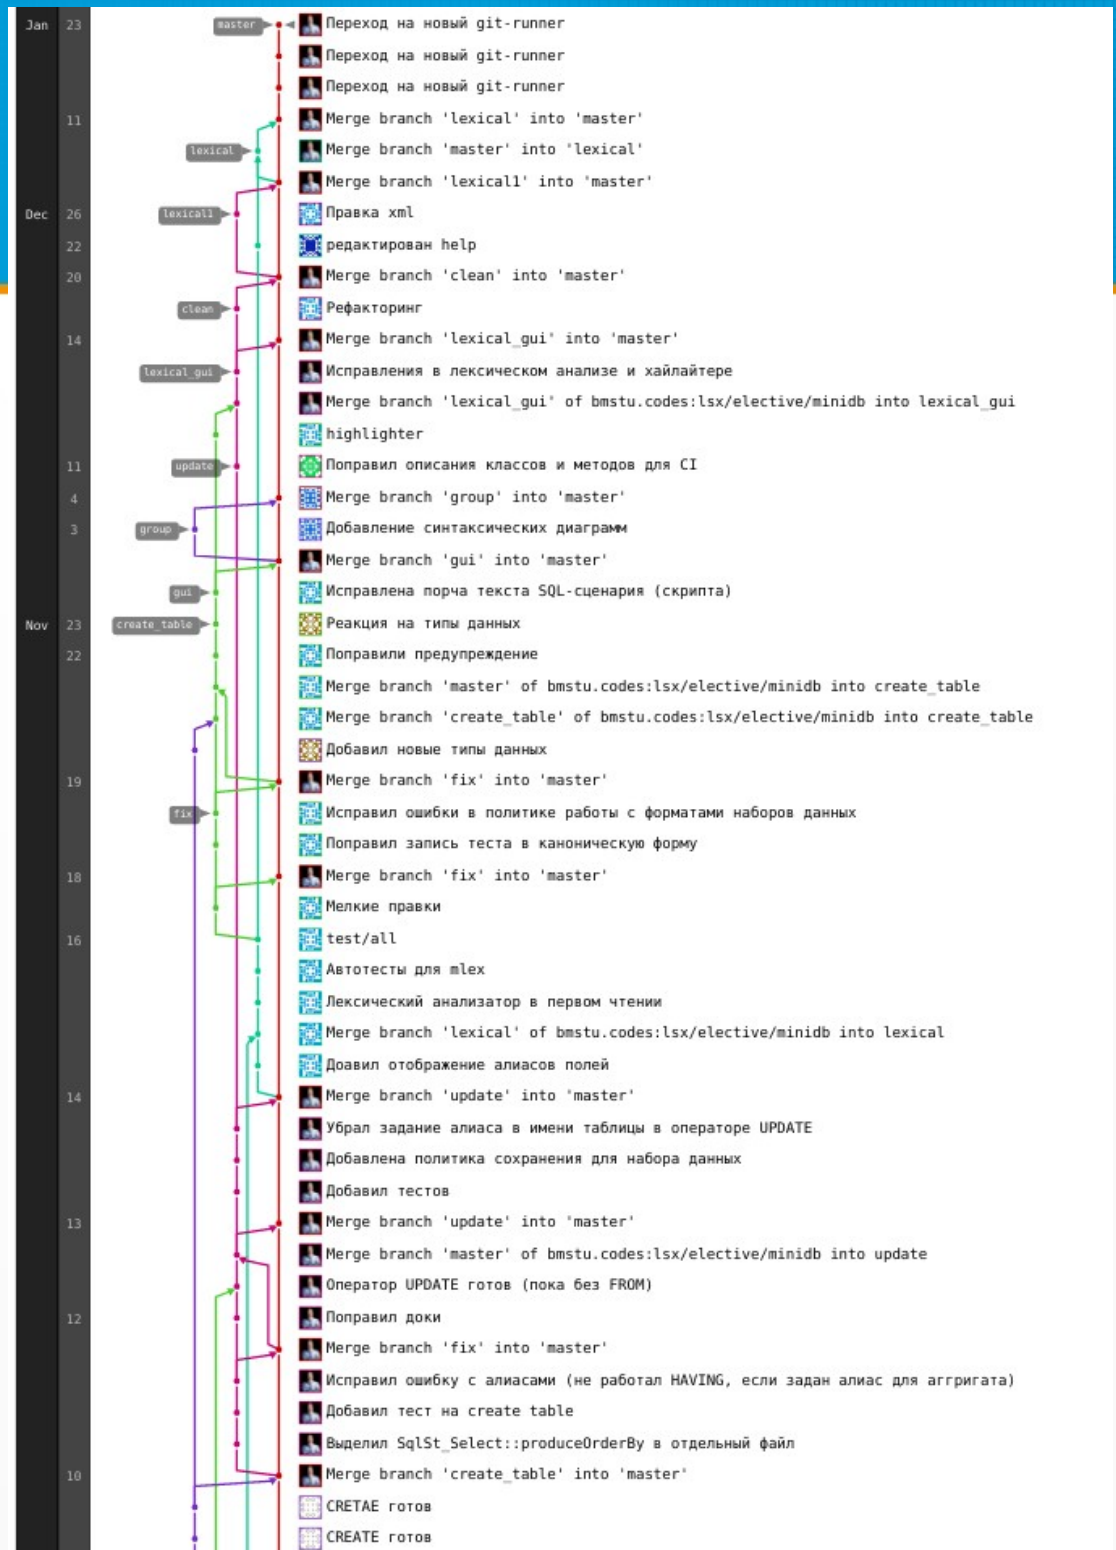 Jan 23 master Переход на новый git-runner
Переход на новый git-runner
Переход на новый git-runner
11 Merge branch 'lexical' into 'master'
lexical Merge branch 'master' into 'lexical'
Merge branch 'lexical1' into 'master'
Dec 26 lexical1 Правка xml
22 редактирован help
20 Merge branch 'clean' into 'master'
clean Рефакторинг
14 Merge branch 'lexical_gui' into 'master'
lexical_gui Исправления в лексическом анализе и хайлайтере
Merge branch 'lexical_gui' of bmstu.codes:lsx/elective/minidb into lexical_gui
highlighter
11 update Поправил описания классов и методов для CI
4 Merge branch 'group' into 'master'
3 group Добавление синтаксических диаграмм
Merge branch 'gui' into 'master'
gui Исправлена порча текста SQL-сценария (скрипта)
Nov 23 create_table Реакция на типы данных
22 Поправили предупреждение
Merge branch 'master' of bmstu.codes:lsx/elective/minidb into create_table
Merge branch 'create_table' of bmstu.codes:lsx/elective/minidb into create_table
Добавил новые типы данных
19 Merge branch 'fix' into 'master'
fix Исправил ошибки в политике работы с форматами наборов данных
Поправил запись теста в каноническую форму
18 Merge branch 'fix' into 'master'
Мелкие правки
16 test/all
Автотесты для mlex
Лексический анализатор в первом чтении
Merge branch 'lexical' of bmstu.codes:lsx/elective/minidb into lexical
Доавил отображение алиасов полей
14 Merge branch 'update' into 'master'
Убрал задание алиаса в имени таблицы в операторе UPDATE
Добавлена политика сохранения для набора данных
Добавил тестов
13 Merge branch 'update' into 'master'
Merge branch 'master' of bmstu.codes:lsx/elective/minidb into update
Оператор UPDATE готов (пока без FROM)
12 Поправил доки
Merge branch 'fix' into 'master'
Исправил ошибку с алиасами (не работал HAVING, если задан алиас для аггригата)
Добавил тест на create table
Выделил SqlSt_Select::produceOrderBy в отдельный файл
10 Merge branch 'create_table' into 'master'
CRETAE готов
CREATE готов